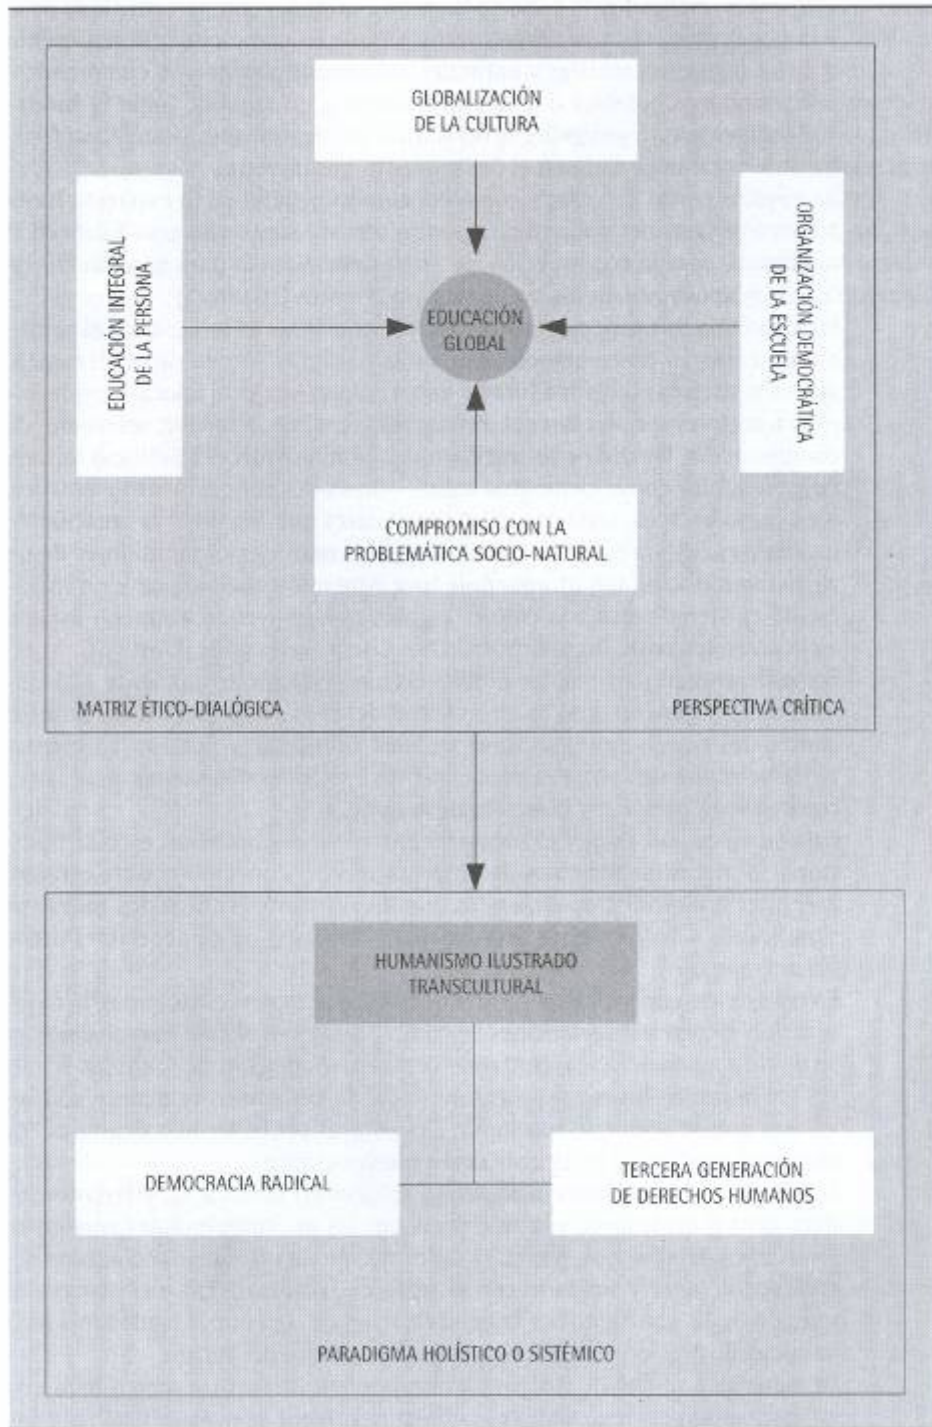 GLOBALIZACIÓN
DE LA CULTURA
EDUCACIÓN INTEGRAL
DE LA PERSONA
EDUCACIÓN
GLOBAL
ORGANIZACIÓN DEMOCRÁTICA
DE LA ESCUELA
COMPROMISO CON LA
PROBLEMÁTICA SOCIO-NATURAL
MATRIZ ÉTICO-DIALÓGICA
PERSPECTIVA CRÍTICA
HUMANISMO ILUSTRADO
TRANSCULTURAL
DEMOCRACIA RADICAL
TERCERA GENERACIÓN
DE DERECHOS HUMANOS
PARADIGMA HOLÍSTICO O SISTÉMICO